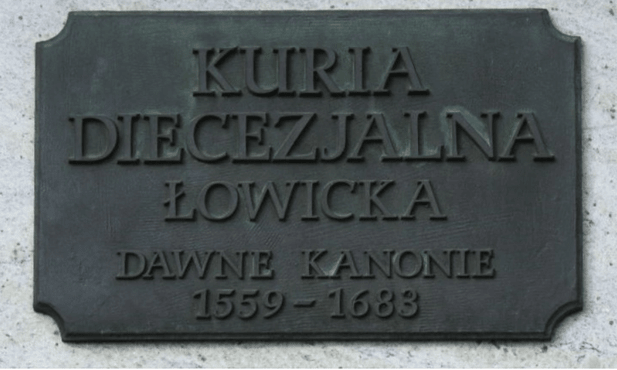 KURIA
DIECEZJALNA
ŁOWICKA
DAWNE KANONIE
1559 – 1683